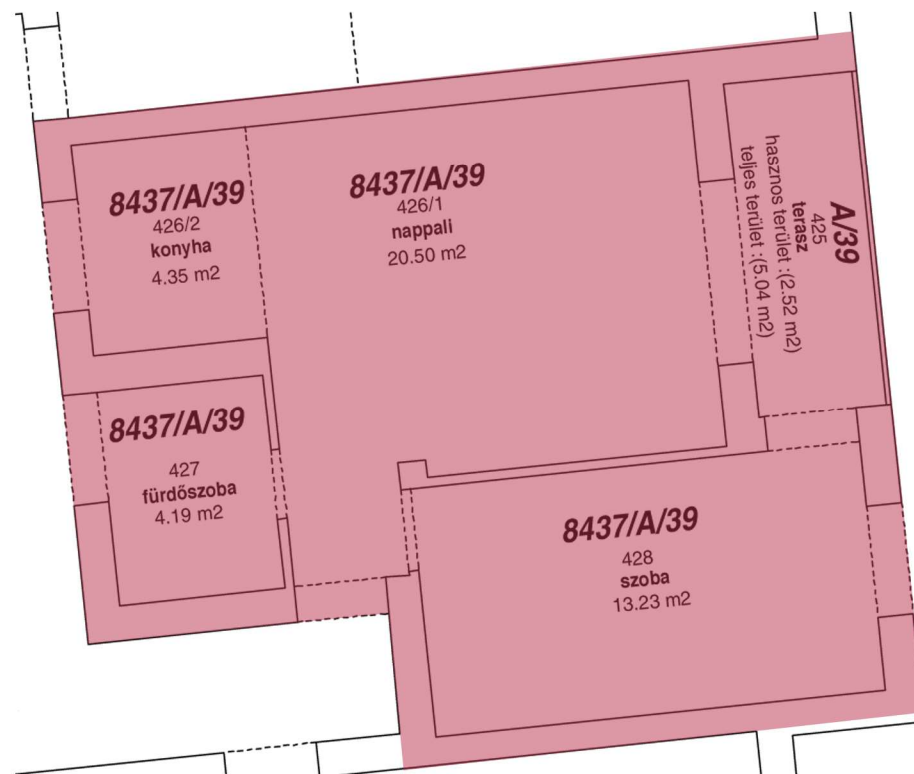 8437/A/39
426/2
konyha
4.35 m2
8437/A/39
426/1
nappali
20.50 m2
A/39
425
terasz
hasznos terület :(2.52 m2)
teljes terület :(5.04 m2)
8437/A/39
427
fürdőszoba
4.19 m2
8437/A/39
428
szoba
13.23 m2